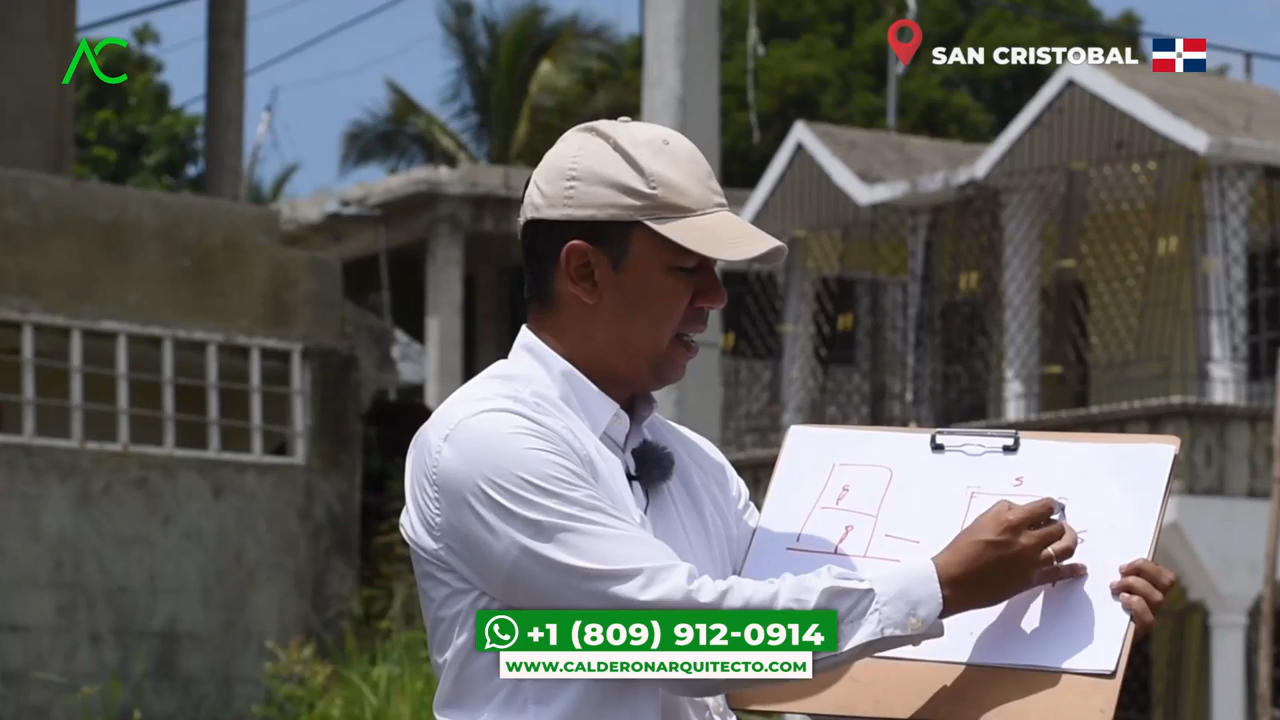 AC
SAN CRISTOBAL
S
+1 (809) 912-0914
WWW.CALDERONARQUITECTO.COM